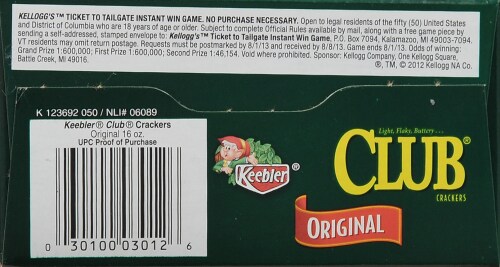 KELLOGG'S™ TICKET TO TAILGATE INSTANT WIN GAME. NO PURCHASE NECESSARY. Open to legal residents of the fifty (50) United States
and District of Columbia who are 18 years of age or older. Subject to complete Official Rules available by mail, along with a free game piece by
sending a self-addressed, stamped envelope to: Kellogg's™ Ticket to Tailgate Instant Win Game, P.O. Box 7094, Kalamazoo, MI 49003-7094.
VT residents may omit return postage. Requests must be postmarked by 8/1/13 and received by 8/8/13. Game ends 8/1/13. Odds of winning:
Grand Prize 1:600,000; First Prize 1:600,000; Second Prize 1:46,154. Void where prohibited. Sponsor: Kellogg Company, One Kellogg Square,
Battle Creek, MI 49016.
®, TM, © 2012 Kellogg NA Co.
K 123692 050 / NLI# 06089
Keebler® Club® Crackers
Original 16 oz.
UPC Proof of Purchase
0 30100 03012 6
Keebler®
Light, Flaky, Buttery...
CLUB®
CRACKERS
ORIGINAL